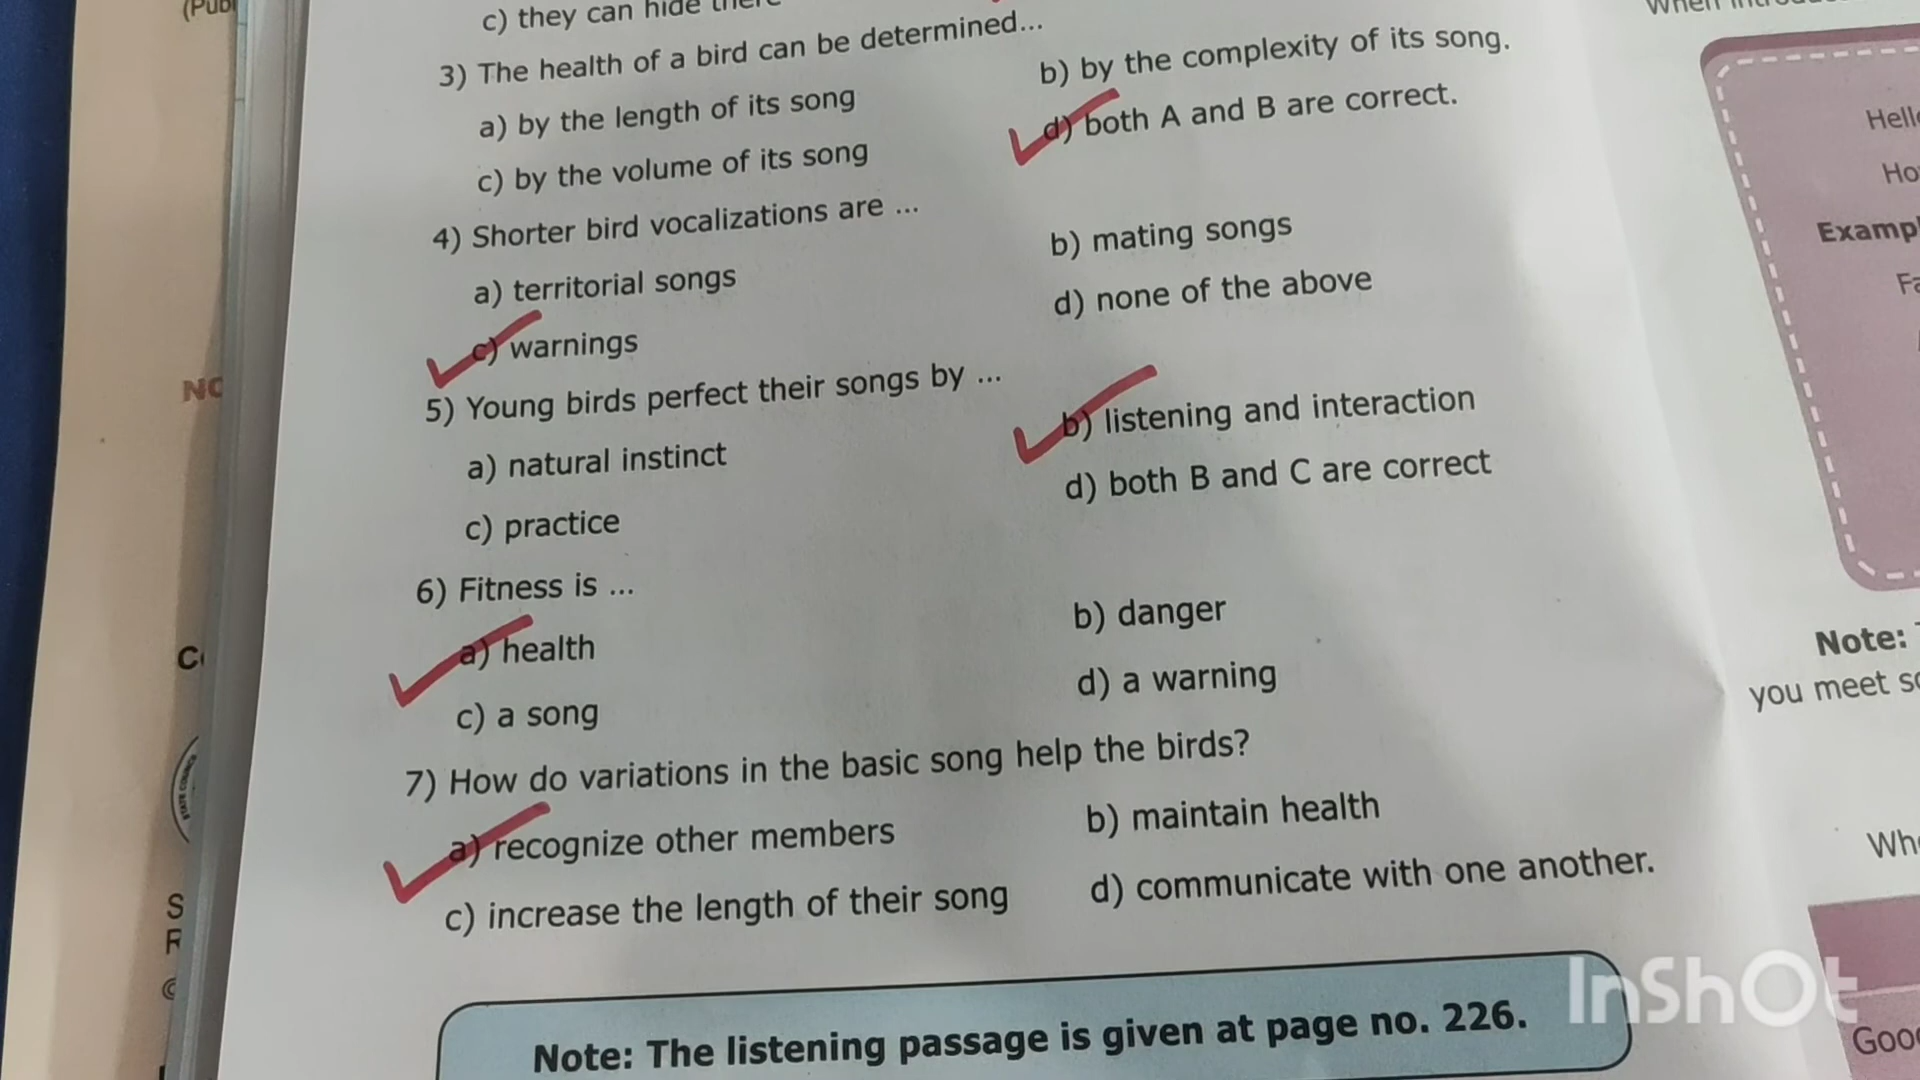 (Publ
c) they can hide there
3) The health of a bird can be determined...
a) by the length of its song
b) by the complexity of its song.
c) by the volume of its song
d) both A and B are correct.
4) Shorter bird vocalizations are ...
a) territorial songs
b) mating songs
c) warnings
d) none of the above
5) Young birds perfect their songs by ...
a) natural instinct
b) listening and interaction
c) practice
d) both B and C are correct
6) Fitness is ...
a) health
b) danger
c) a song
d) a warning
7) How do variations in the basic song help the birds?
a) recognize other members
b) maintain health
c) increase the length of their song
d) communicate with one another.
Note: The listening passage is given at page no. 226.
NO
S
©
When
Note:
you meet
InShOt